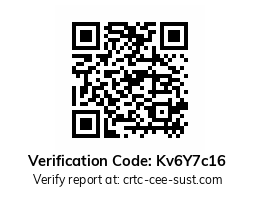 Verification Code: Kv6Y7c16
Verify report at: crtc-cee-sust.com